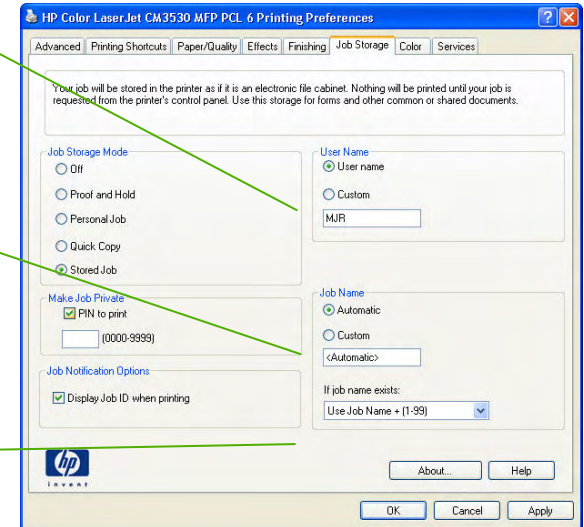 HP Color LaserJet CM3530 MFP PCL 6 Printing Preferences
Advanced Printing Shortcuts Paper/Quality Effects Finishing Job Storage Color Services
Your job will be stored in the printer as if it is an electronic file cabinet. Nothing will be printed until your job is
requested from the printer's control panel. Use this storage for forms and other common or shared documents.
Job Storage Mode
Off
Proof and Hold
Personal Job
Quick Copy
Stored Job
User Name
User name
Custom
MJR
Make Job Private
PIN to print
(0000-9999)
Job Name
Automatic
Custom
<Automatic>
If job name exists:
Use Job Name + (1-99)
Job Notification Options
Display Job ID when printing
hp
invent
About... Help
OK Cancel Apply